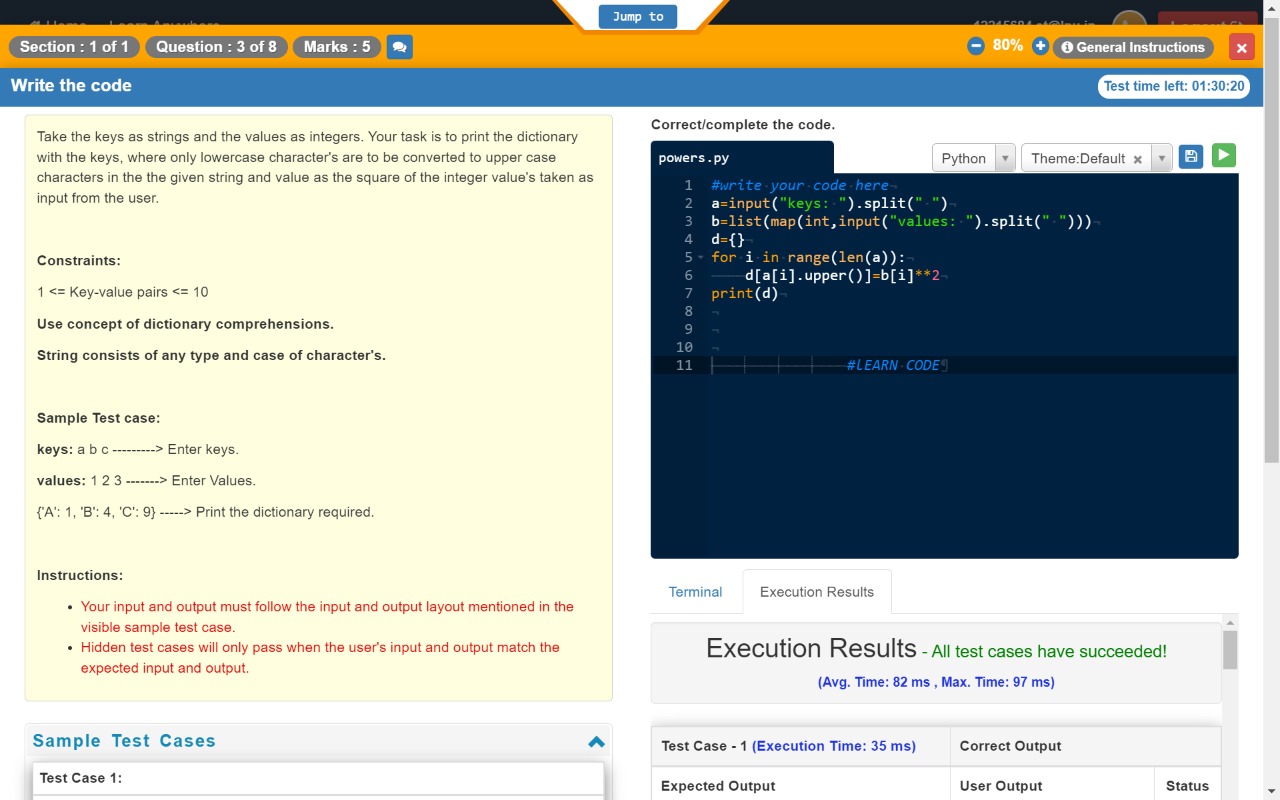 Jump to
Section : 1 of 1 Question : 3 of 8 Marks : 5 80% General Instructions
Write the code Test time left: 01:30:20
Take the keys as strings and the values as integers. Your task is to print the dictionary
with the keys, where only lowercase character's are to be converted to upper case
characters in the the given string and value as the square of the integer value's taken as
input from the user.
Constraints:
1 <= Key-value pairs <= 10
Use concept of dictionary comprehensions.
String consists of any type and case of character's.
Sample Test case:
keys: a b c ---------> Enter keys.
values: 1 2 3 -------> Enter Values.
{'A': 1, 'B': 4, 'C': 9} -----> Print the dictionary required.
Instructions:
Your input and output must follow the input and output layout mentioned in the
visible sample test case.
Hidden test cases will only pass when the user's input and output match the
expected input and output.
Sample Test Cases
Test Case 1:
Correct/complete the code.
powers.py Python Theme:Default
1 #write your code here
2 a=input("keys: ").split(" ")
3 b=list(map(int,input("values: ").split(" ")))
4 d={}
5 for i in range(len(a)):
6 d[a[i].upper()]=b[i]**2
7 print(d)
8
9
10
11 #lEARN CODE
Terminal Execution Results
Execution Results - All test cases have succeeded!
(Avg. Time: 82 ms , Max. Time: 97 ms)
Test Case - 1 (Execution Time: 35 ms) Correct Output
Expected Output User Output Status